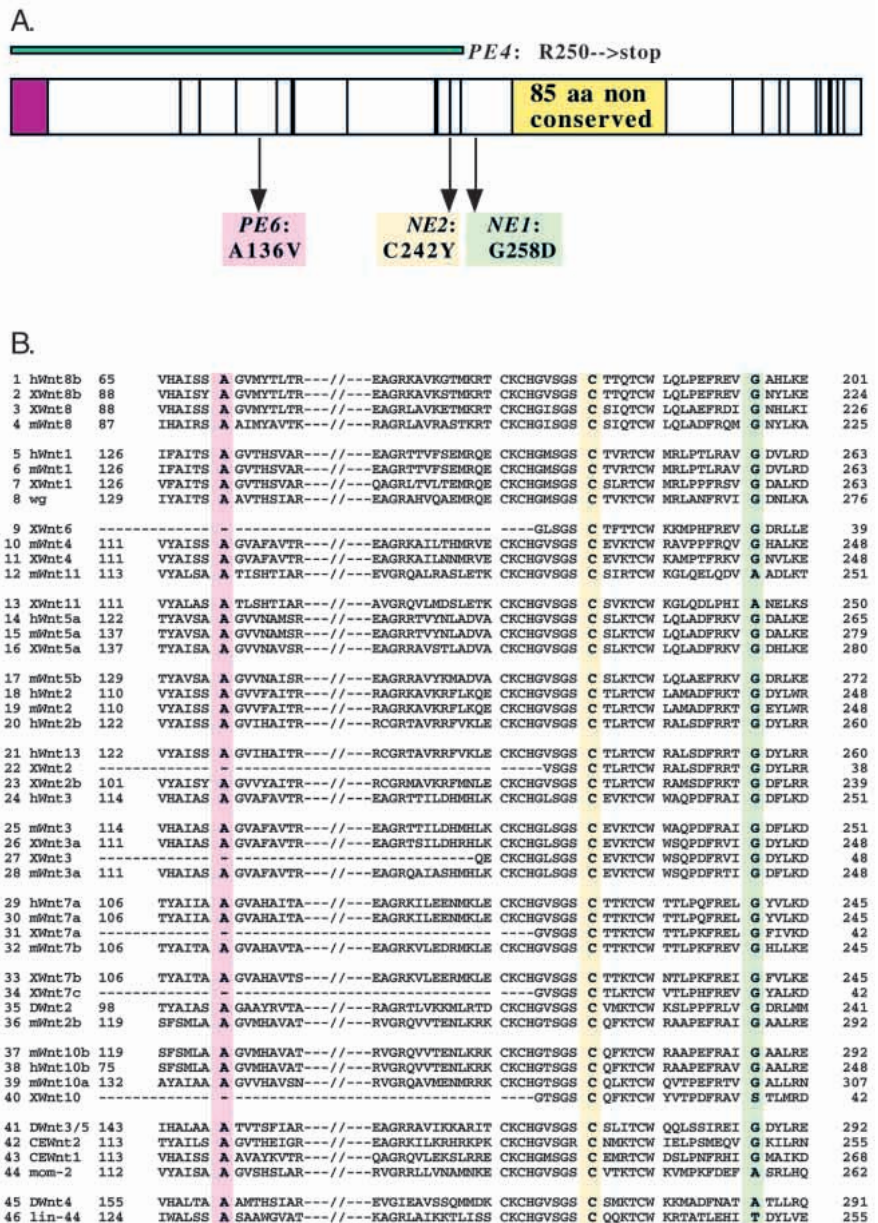 A.
PE4: R250-->stop
85 aa non
conserved
PE6:
A136V
NE2:
C242Y
NE1:
G258D
B.
1 hWnt8b 65 VHAISS A GVMYTLTR---//---EAGRKAVKGTMKRT CKCHGVSGS C TTQTCW LQLPEFREV G AHLKE 201
2 XWnt8b 88 VHAISY A GVMYTLTR---//---EAGRKAVKSTMKRT CKCHGVSGS C TTQTCW LQLPEFREV G NYLKE 224
3 XWnt8 88 VHAISS A GVMYTLTR---//---EAGRLAVKETMKRT CKCHGISGS C SIQTCW LQLAEFRDI G NHLKI 226
4 mWnt8 87 IHAIRS A AIMYAVTK---//---RAGRLAVRASTKRT CKCHGISGS C SIQTCW LQLADFRQM G NYLKA 225
5 hWnt1 126 IFAITS A GVTHSVAR---//---EAGRTTVFSEMRQE CKCHGMSGS C TVRTCW MRLPTLRAV G DVLRD 263
6 mWnt1 126 IFAITS A GVTHSVAR---//---EAGRTTVFSEMRQE CKCHGMSGS C TVRTCW MRLPTLRAV G DVLRD 263
7 XWnt1 126 VFAITS A GVTHSVAR---//---QAGRLTVLTEMRQE CKCHGMSGS C SLRTCW MRLPPFRSV G DALKD 263
8 wg 129 IYAITS A AVTHSIAR---//---EAGRAHVQAEMRQE CKCHGMSGS C TVKTCW MRLANFRVI G DNLKA 276
9 XWnt6 ---------------------- - ------------------------------ ----GLSGS C TFTTCW KKMPHFREV G DRLLE 39
10 mWnt4 111 VYAISS A GVAFAVTR---//---EAGRKAILTHMRVE CKCHGVSGS C EVKTCW RAVPPFRQV G HALKE 248
11 XWnt4 111 VYAISS A GVAFAVTR---//---EAGRKAILNNMRVE CKCHGVSGS C EVKTCW KAMPTFRKV G NVLKE 248
12 mWnt11 113 VYALSA A TISHTIAR---//---EVGRQALRASLETK CKCHGVSGS C SIRTCW KGLQELQDV A ADLKT 251
13 XWnt11 111 VYALAS A TLSHTIAR---//---AVGRQVLMDSLETK CKCHGVSGS C SVKTCW KGLQDLPHI A NELKS 250
14 hWnt5a 122 TYAVSA A GVVNAMSR---//---EAGRRTVYNLADVA CKCHGVSGS C SLKTCW LQLADFRKV G DALKE 265
15 mWnt5a 137 TYAVSA A GVVNAMSR---//---EAGRRTVYNLADVA CKCHGVSGS C SLKTCW LQLADFRKV G DALKE 279
16 XWnt5a 137 TYAISA A GVVNAVSR---//---EAGRRAVSTLADVA CKCHGVSGS C SLKTCW LQLADFRKV G DHLKE 280
17 mWnt5b 129 TYAVSA A GVVNAISR---//---EAGRRAVYKMADVA CKCHGVSGS C SLKTCW LQLAEFRKV G DRLKE 272
18 hWnt2 110 VYAISS A GVVFAITR---//---RAGRKAVKRFLKQE CKCHGVSGS C TLRTCW LAMADFRKT G DYLWR 248
19 mWnt2 110 VYAISS A GVVFAITR---//---RAGRKAVKRFLKQE CKCHGVSGS C TLRTCW LAMADFRKT G EYLWR 248
20 hWnt2b 122 VYAISS A GVIHAITR---//---RCGRTAVRRFVKLE CKCHGVSGS C TLRTCW RALSDFRRT G DYLRR 260
21 hWnt13 122 VYAISS A GVIHAITR---//---RCGRTAVRRFVKLE CKCHGVSGS C TLRTCW RALSDFRRT G DYLRR 260
22 XWnt2 ---------------------- - ------------------------------ -----VSGS C TLRTCW RALSDFRRT G DYLRR 38
23 XWnt2b 101 VYAISY A GVVYAITR---//---RCGRMAVKRFMNLE CKCHGVSGS C TLRTCW RAMSDFRKT G DFLRR 239
24 hWnt3 114 VHAIAS A GVAFAVTR---//---EAGRTTILDHMHLK CKCHGLSGS C EVKTCW WAQPDFRAI G DFLKD 251
25 mWnt3 114 VHAIAS A GVAFAVTR---//---EAGRTTILDHMHLK CKCHGLSGS C EVKTCW WAQPDFRAI G DFLKD 251
26 XWnt3a 111 VHAIAS A GVAFAVTR---//---EAGRTSILDHRHLK CKCHGLSGS C EVKTCW WSQPDFRVI G DYLKD 248
27 XWnt3 ---------------------- - --------------------------QE CKCHGLSGS C EVKTCW WSQPDFRVI G DYLKD 48
28 mWnt3a 111 VHAIAS A GVAFAVTR---//---EAGRQAIASHMHLK CKCHGLSGS C EVKTCW WSQPDFRTI G DFLKD 248
29 hWnt7a 106 TYAIIA A GVAHAITA---//---EAGRKILEENMKLE CKCHGVSGS C TTKTCW TTLPQFREL G YVLKD 245
30 mWnt7a 106 TYAIIA A GVAHAITA---//---EAGRKILEENMKLE CKCHGVSGS C TTKTCW TTLPQFREL G YVLKD 245
31 XWnt7a ---------------------- - ------------------------------ ----GVSGS C TTKTCW TTLPKFREL G FIVKD 42
32 mWnt7b 106 TYAITA A GVAHAVTA---//---EAGRKVLEDRMKLE CKCHGVSGS C TTKTCW TTLPKFREV G HLLKE 245
33 XWnt7b 106 TYAITA A GVAHAVTS---//---EAGRKVLEERMKLE CKCHGVSGS C TTKTCW NTLPKFREI G FVLKE 245
34 XWnt7c ---------------------- - ------------------------------ ----GVSGS C TLKTCW VTLPHFREV G YALKD 42
35 DWnt2 98 TYAIAS A GAAYRVTA---//---RAGRTLVKKMLRTD CKCHGVSGS C VMKTCW KSLPPFRLV G DRLMM 241
36 mWnt2b 119 SFSMLA A GVMHAVAT---//---RVGRQVVTENLKRK CKCHGVSGS C QFKTCW RAAPEFRAI G AALRE 292
37 mWnt10b 119 SFSMLA A GVMHAVAT---//---RVGRQVVTENLKRK CKCHGVSGS C QFKTCW RAAPEFRAI G AALRE 292
38 hWnt10b 75 SFSMLA A GVMHAVAT---//---RVGRQVVTENLKRK CKCHGVSGS C QFKTCW RAAPEFRAV G AALRE 248
39 mWnt10a 132 AYAIAA A GVVHAVSN---//---RVGRQAVMENMRRK CKCHGVSGS C QLKTCW QVTPEFRTV G ALLRN 307
40 XWnt10 ---------------------- - ------------------------------ ----GTSGS C QFKTCW YVTPDFRAV S TLMRD 42
41 DWnt3/5 143 IHALAA A TVTSFIAR---//---RRAVIKKARITD CKCHGVSGS C SLITCW QQLSSIREI G DYLRE 292
42 CEWnt2 113 TYAILS A GVTHEIGR---//---EAGRKILKRHRKPK CKCHGVSGR C NMKTCW IELPSMEQV G KILRN 255
43 CEWnt1 113 MYAISS A AVAYKVTR---//---QAGRQVLEKSLRRE CKCHGMSGS C EMRTCW DSLPNFRHI G MAIKD 268
44 mom-2 112 VYAISA A GVSHSLAR---//---RVGRRLLVNAMNKE CKCHGVSGS C VTKTCW KVMPKFDEF A SRLHQ 262
45 DWnt4 155 VHALTA A AMTHSIAR---//---EVGIEAVSSQMMDK CKCHGVSGS C SMKTCW KKMADFNAT A TLLRQ 291
46 lin-44 124 IWALSS A SAAWGVAT---//---KAGRLAIKKTLISS CKCHGVSGS C QQKTCW KRTATLEHI T DYLVE 255